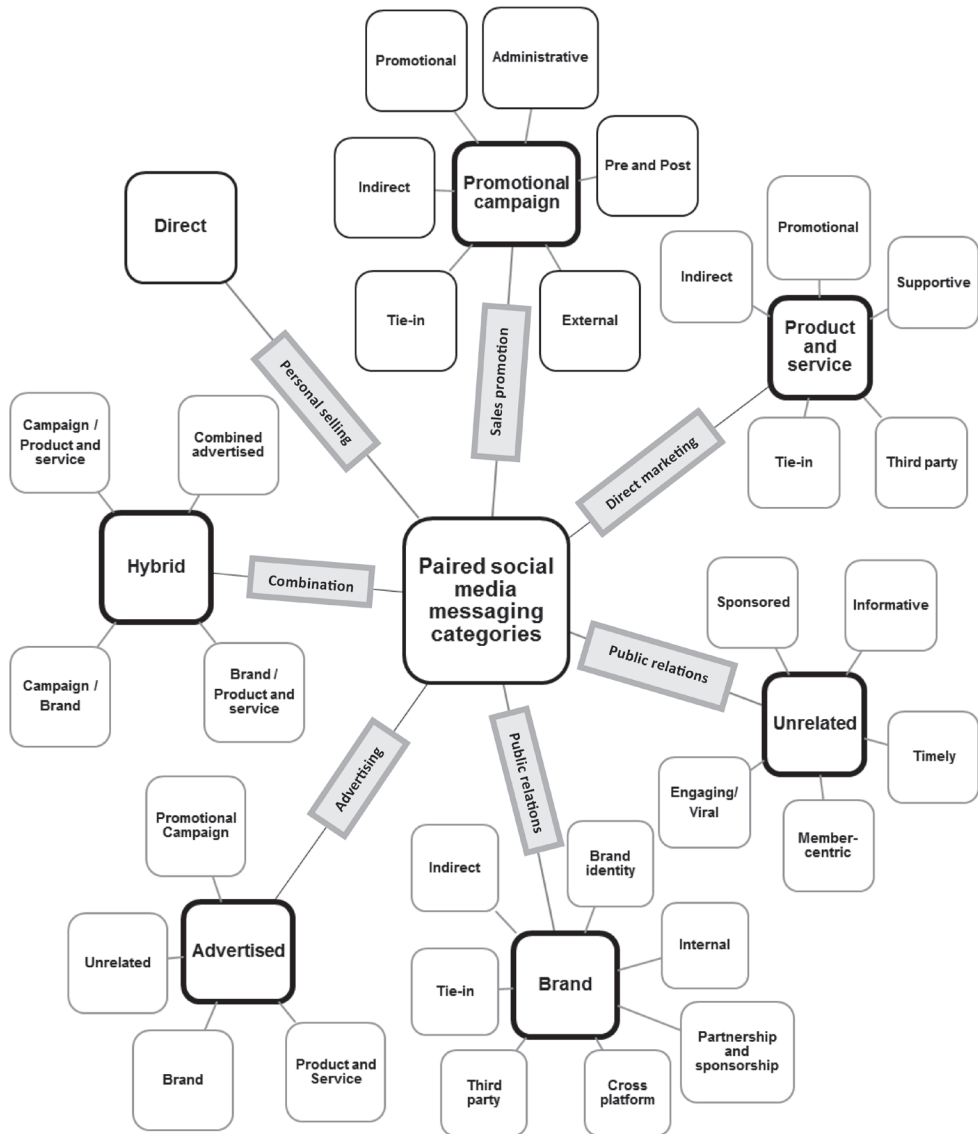 Promotional
Administrative
Indirect
Promotional
campaign
Pre and Post
Tie-in
External
Direct
Personal selling
Sales promotion
Promotional
Indirect
Supportive
Product
and
service
Tie-in
Third party
Direct marketing
Campaign /
Product and
service
Combined
advertised
Hybrid
Combination
Campaign /
Brand
Brand /
Product and
service
Paired social
media
messaging
categories
Public relations
Sponsored
Informative
Unrelated
Timely
Engaging/
Viral
Member-
centric
Advertising
Public relations
Promotional
Campaign
Unrelated
Advertised
Brand
Product and
Service
Indirect
Brand
identity
Internal
Tie-in
Brand
Partnership
and
sponsorship
Third
party
Cross
platform